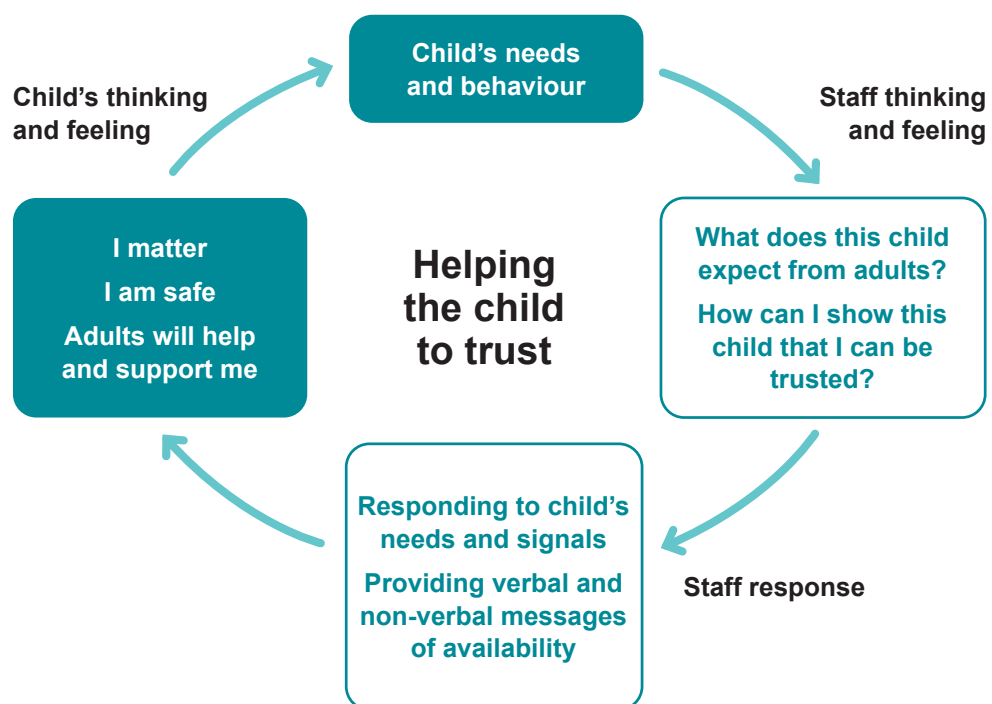 Child’s needs
and behaviour
Child’s thinking
and feeling
Staff thinking
and feeling
I matter
I am safe
Adults will help
and support me
Helping
the child
to trust
What does this child
expect from adults?
How can I show this
child that I can be
trusted?
Responding to child’s
needs and signals
Providing verbal and
non-verbal messages
of availability
Staff response